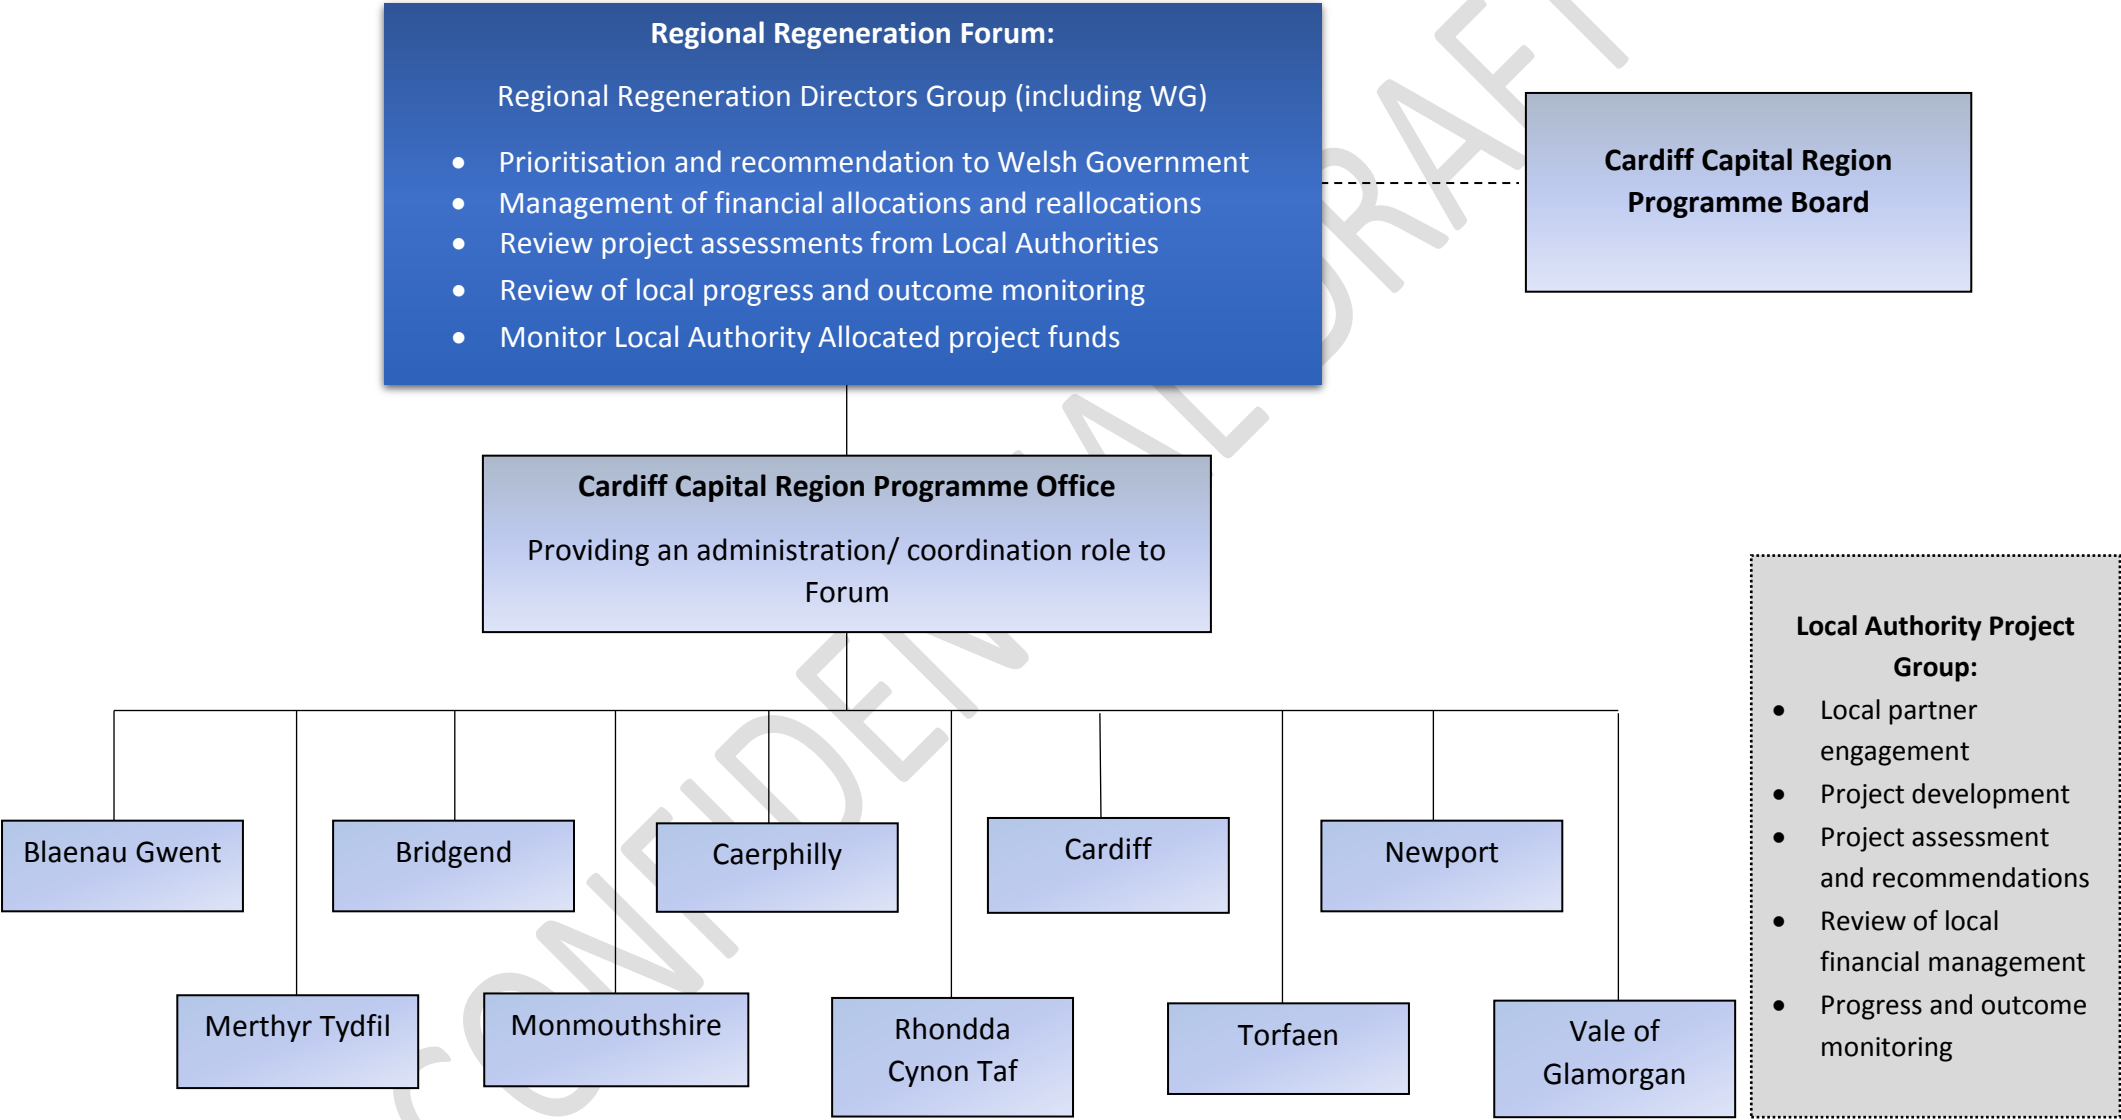 Regional Regeneration Forum:
Regional Regeneration Directors Group (including WG)
• Prioritisation and recommendation to Welsh Government
• Management of financial allocations and reallocations
• Review project assessments from Local Authorities
• Review of local progress and outcome monitoring
• Monitor Local Authority Allocated project funds
Cardiff Capital Region
Programme Board
Cardiff Capital Region Programme Office
Providing an administration/ coordination role to
Forum
Blaenau Gwent
Bridgend
Caerphilly
Cardiff
Newport
Merthyr Tydfil
Monmouthshire
Rhondda
Cynon Taf
Torfaen
Vale of
Glamorgan
Local Authority Project
Group:
• Local partner
engagement
• Project development
• Project assessment
and recommendations
• Review of local
financial management
• Progress and outcome
monitoring
CONFIDENTIAL DRAFT